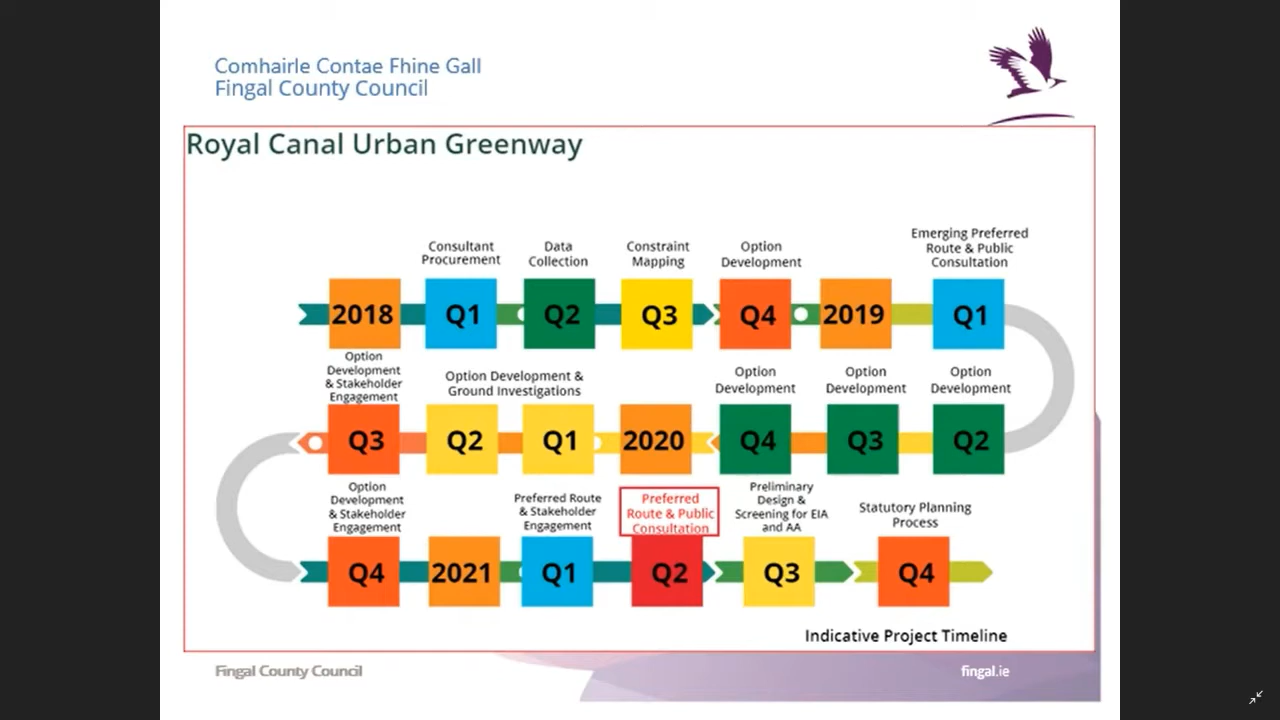 Comhairle Contae Fhine Gall
Fingal County Council
Royal Canal Urban Greenway
Consultant
Procurement
Data
Collection
Constraint
Mapping
Option
Development
Emerging Preferred
Route & Public
Consultation
2018
Q1
Q2
Q3
Q4
2019
Q1
Option
Development
& Stakeholder
Engagement
Option Development &
Ground Investigations
Option
Development
Option
Development
Option
Development
Q3
Q2
Q1
2020
Q4
Q3
Q2
Option
Development
& Stakeholder
Engagement
Preferred Route
& Stakeholder
Engagement
Preferred
Route & Public
Consultation
Preliminary
Design &
Screening for EIA
and AA
Statutory Planning
Process
Q4
2021
Q1
Q2
Q3
Q4
Indicative Project Timeline
Fingal County Council
fingal.ie